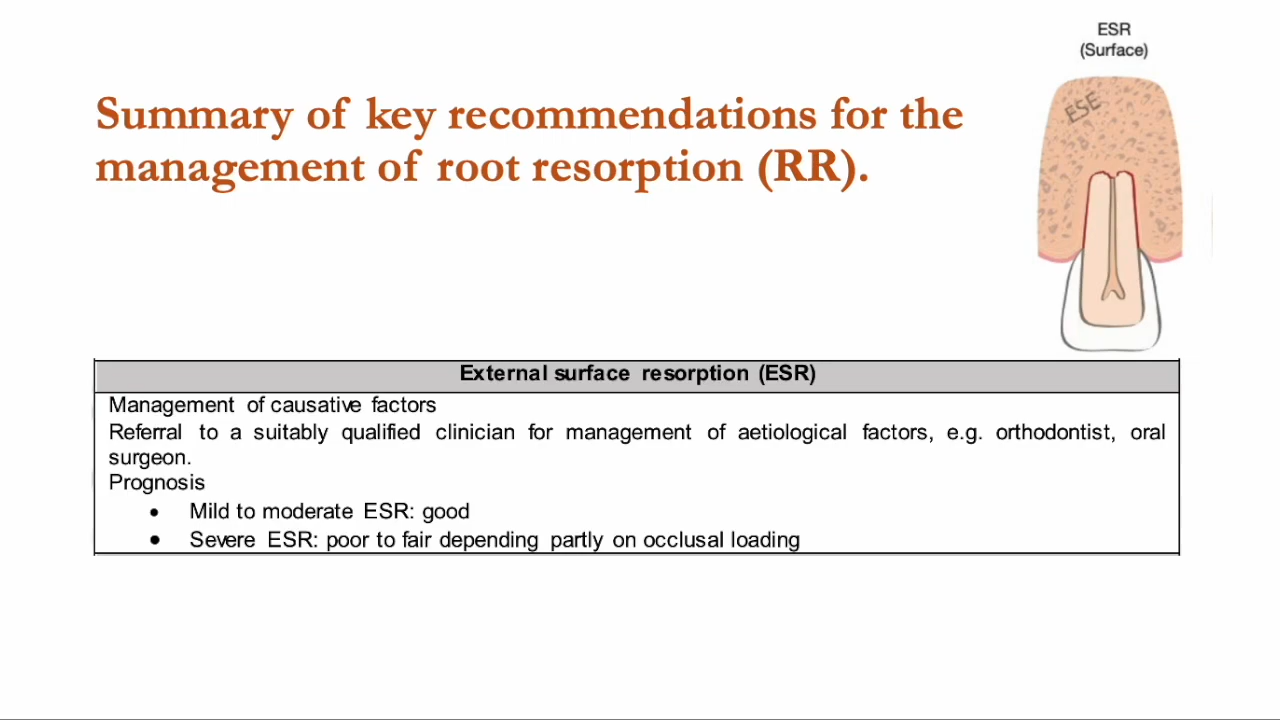 ESR
(Surface)
ESE
Summary of key recommendations for the
management of root resorption (RR).
External surface resorption (ESR)
Management of causative factors
Referral to a suitably qualified clinician for management of aetiological factors, e.g. orthodontist, oral
surgeon.
Prognosis
• Mild to moderate ESR: good
• Severe ESR: poor to fair depending partly on occlusal loading